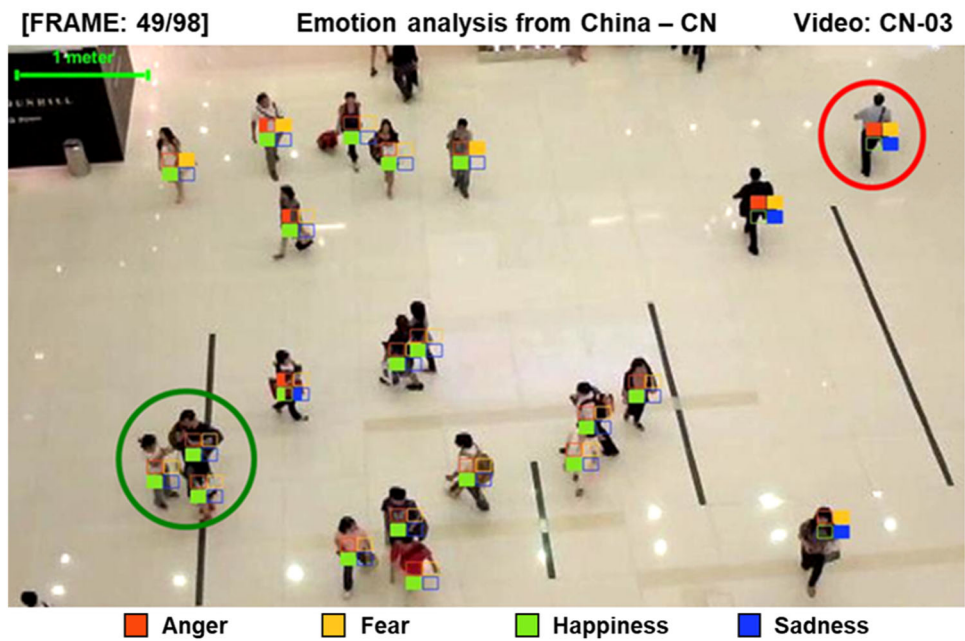 [FRAME: 49/98] Emotion analysis from China – CN Video: CN-03
1 meter
Anger Fear Happiness Sadness